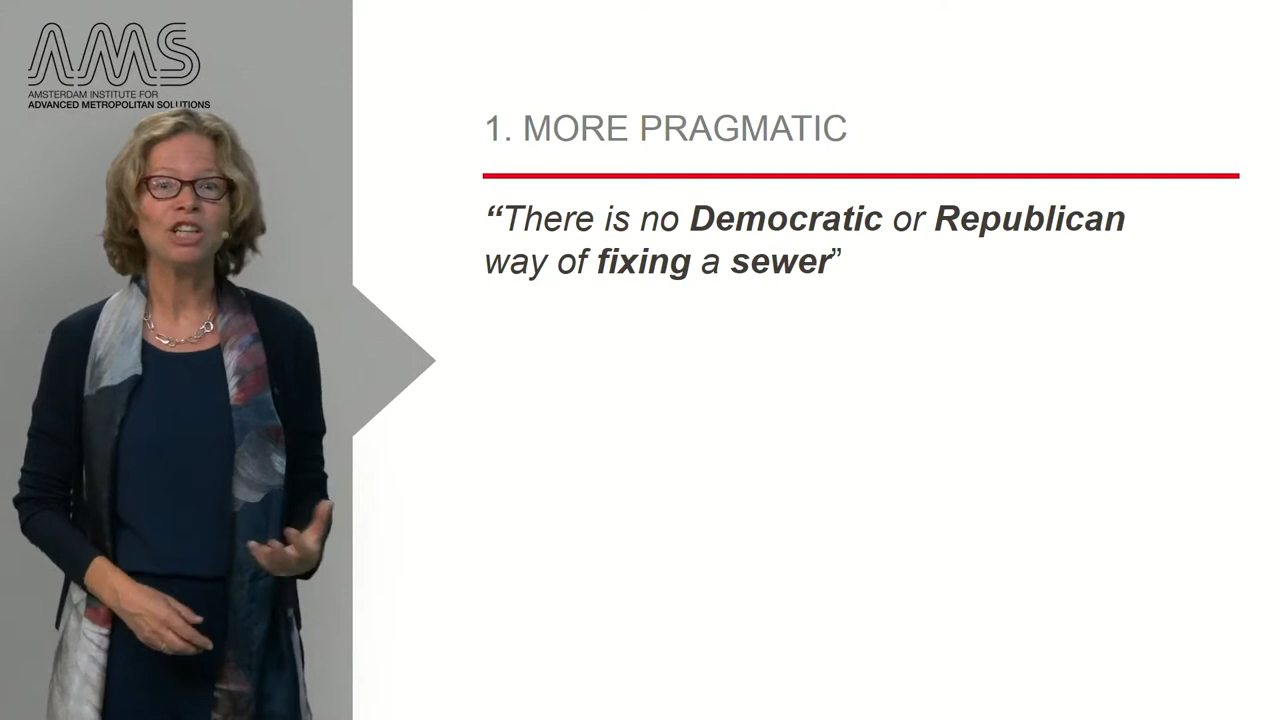 AMS
AMSTERDAM INSTITUTE FOR
ADVANCED METROPOLITAN SOLUTIONS
1. MORE PRAGMATIC
“There is no Democratic or Republican
way of fixing a sewer”